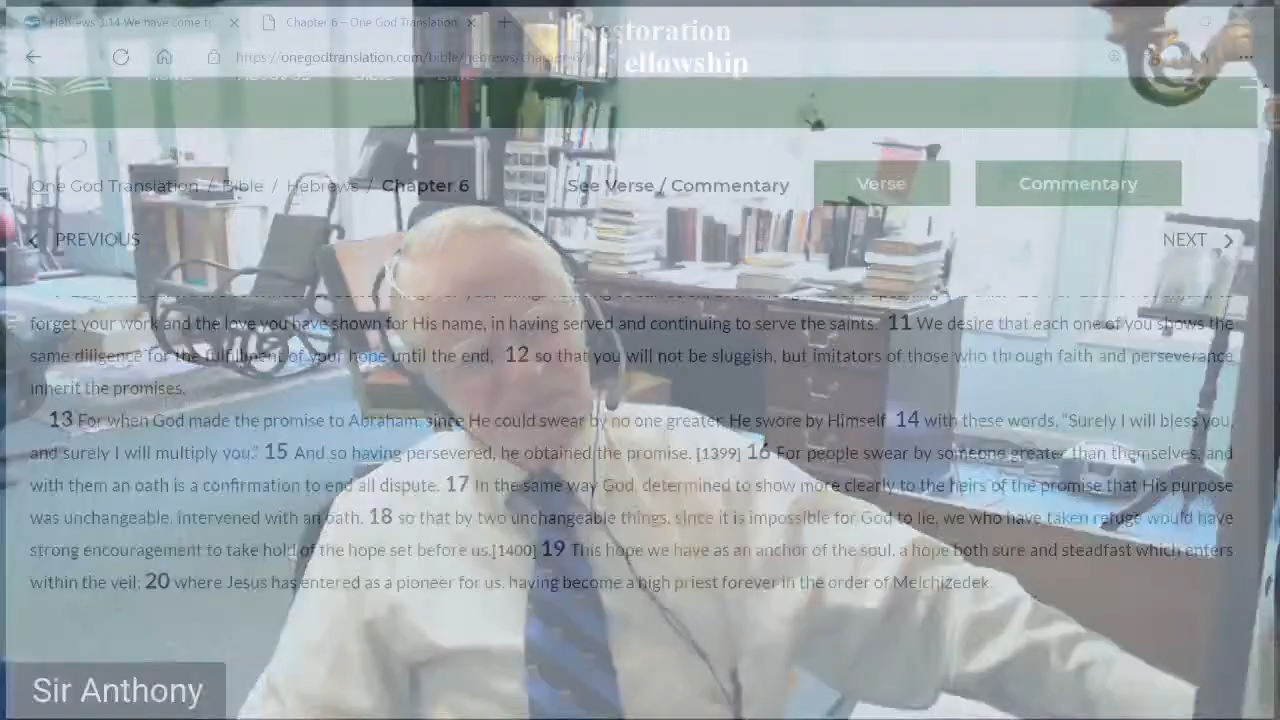 Hebrews 3:14 We have come to
Chapter 6 – One God Translation
https://onegodtranslation.com/bible/hebrews/chapter
Restoration
Fellowship
One God Translation / Bible / Hebrews / Chapter 6
See Verse / Commentary
Verse
Commentary
PREVIOUS
NEXT
forget your work and the love you have shown for His name, in having served and continuing to serve the saints. 11 We desire that each one of you shows the
same diligence for the fulfillment of your hope until the end, 12 so that you will not be sluggish, but imitators of those who through faith and perseverance
inherit the promises.
13 For when God made the promise to Abraham, since He could swear by no one greater, He swore by Himself 14 with these words, "Surely I will bless you,
and surely I will multiply you." 15 And so having persevered, he obtained the promise. [1399] 16 For people swear by someone greater than themselves, and
with them an oath is a confirmation to end all dispute. 17 In the same way God, determined to show more clearly to the heirs of the promise that His purpose
was unchangeable, intervened with an oath, 18 so that by two unchangeable things, since it is impossible for God to lie, we who have taken refuge would have
strong encouragement to take hold of the hope set before us.[1400] 19 This hope we have as an anchor of the soul, a hope both sure and steadfast which enters
within the veil; 20 where Jesus has entered as a pioneer for us, having become a high priest forever in the order of Melchizedek.
Sir Anthony